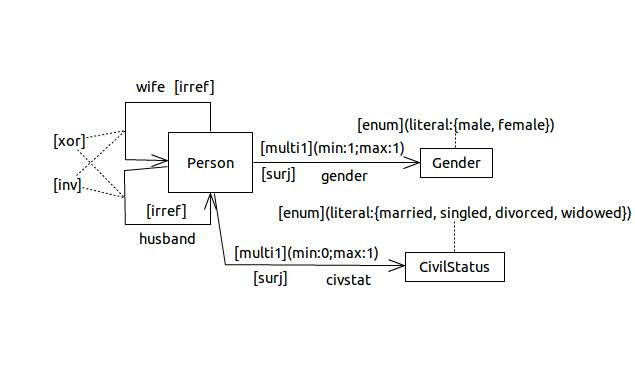 wife [irref]
[enum](literal:{male, female})
[xor]
[multi1](min:1;max:1)
Person
Gender
[surj] gender
[inv]
[irref]
[enum](literal:{married, singled, divorced, widowed})
husband
[multi1](min:0;max:1)
CivilStatus
[surj] civstat